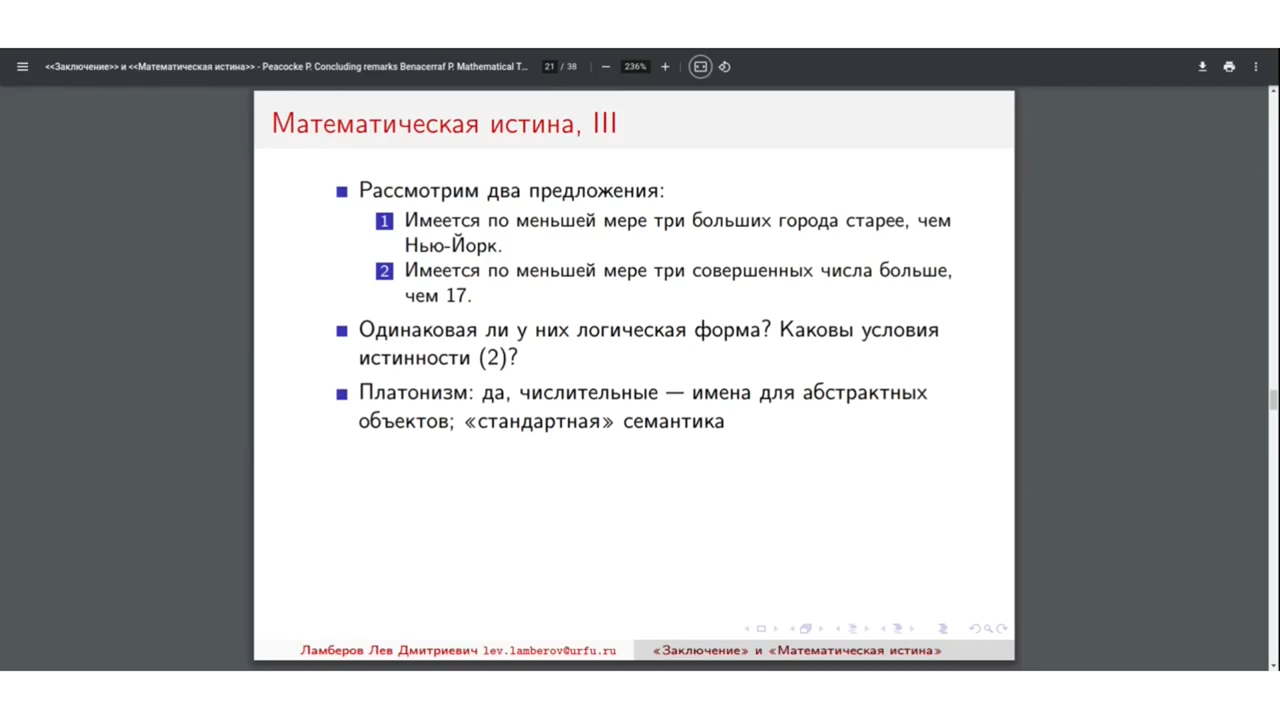 <<Заключение>> и <<Математическая истина>> - Peacocke P. Concluding remarks Benacerraf P. Mathematical T... 21 / 38 236%
Математическая истина, III
Рассмотрим два предложения:
1 Имеется по меньшей мере три больших города старее, чем
Нью-Йорк.
2 Имеется по меньшей мере три совершенных числа больше,
чем 17.
Одинаковая ли у них логическая форма? Каковы условия
истинности (2)?
Платонизм: да, числительные — имена для абстрактных
объектов; «стандартная» семантика
Ламберов Лев Дмитриевич lev.lamberov@urfu.ru «Заключение» и «Математическая истина»